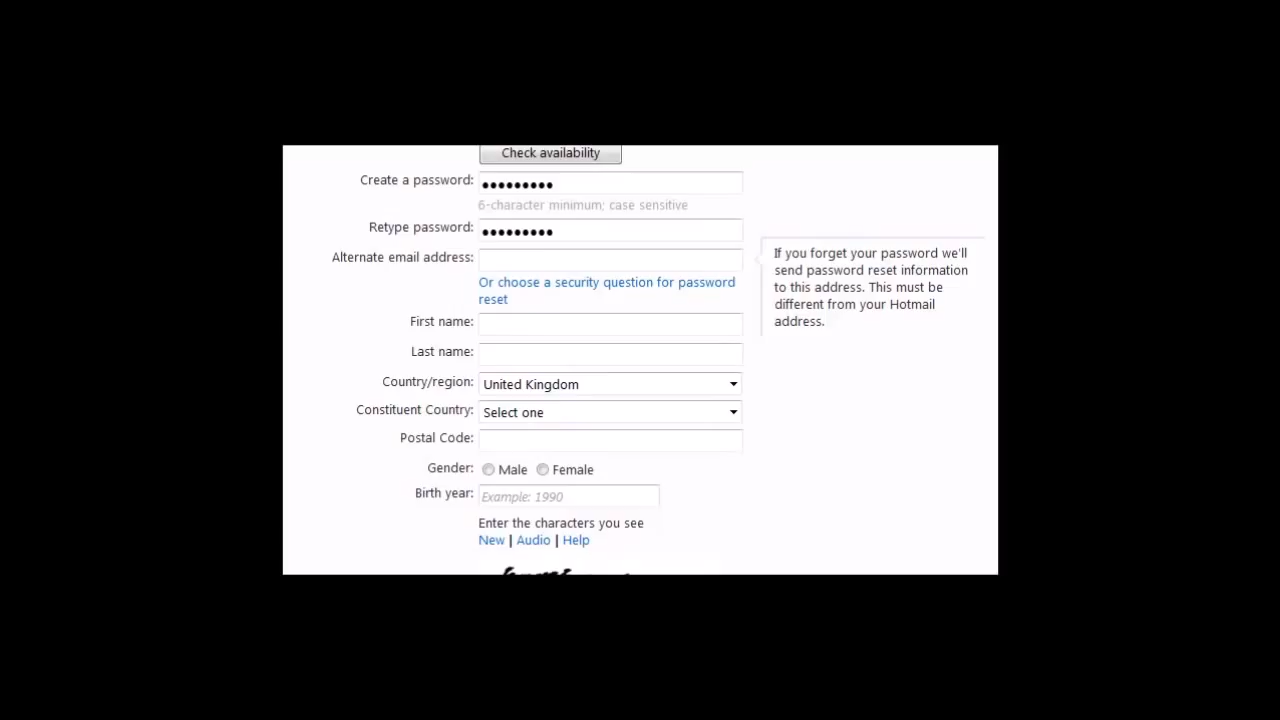 Check availability
Create a password: •••••••••
6-character minimum; case sensitive
Retype password: •••••••••
Alternate email address:
If you forget your password we'll
send password reset information
to this address. This must be
different from your Hotmail
address.
Or choose a security question for password
reset
First name:
Last name:
Country/region: United Kingdom
Constituent Country: Select one
Postal Code:
Gender: Male Female
Birth year: Example: 1990
Enter the characters you see
New | Audio | Help